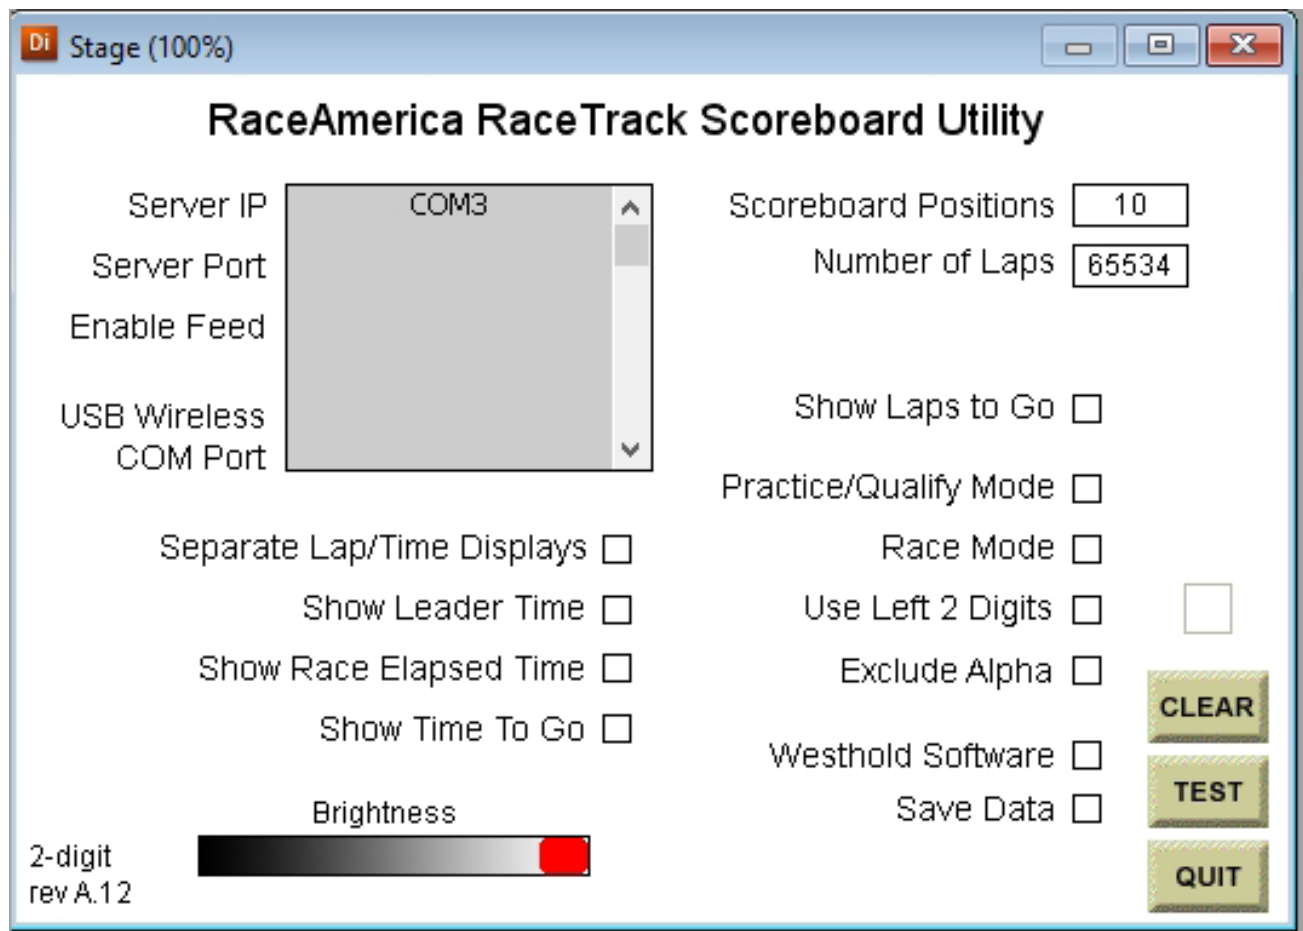 Di Stage (100%)
RaceAmerica RaceTrack Scoreboard Utility
Server IP
COM3
Server Port
Enable Feed
USB Wireless
COM Port
Scoreboard Positions 10
Number of Laps 65534
Show Laps to Go
Practice/Qualify Mode
Separate Lap/Time Displays
Race Mode
Show Leader Time
Use Left 2 Digits
Show Race Elapsed Time
Exclude Alpha
Show Time To Go
Westhold Software
Save Data
CLEAR
TEST
QUIT
Brightness
2-digit
rev A.12